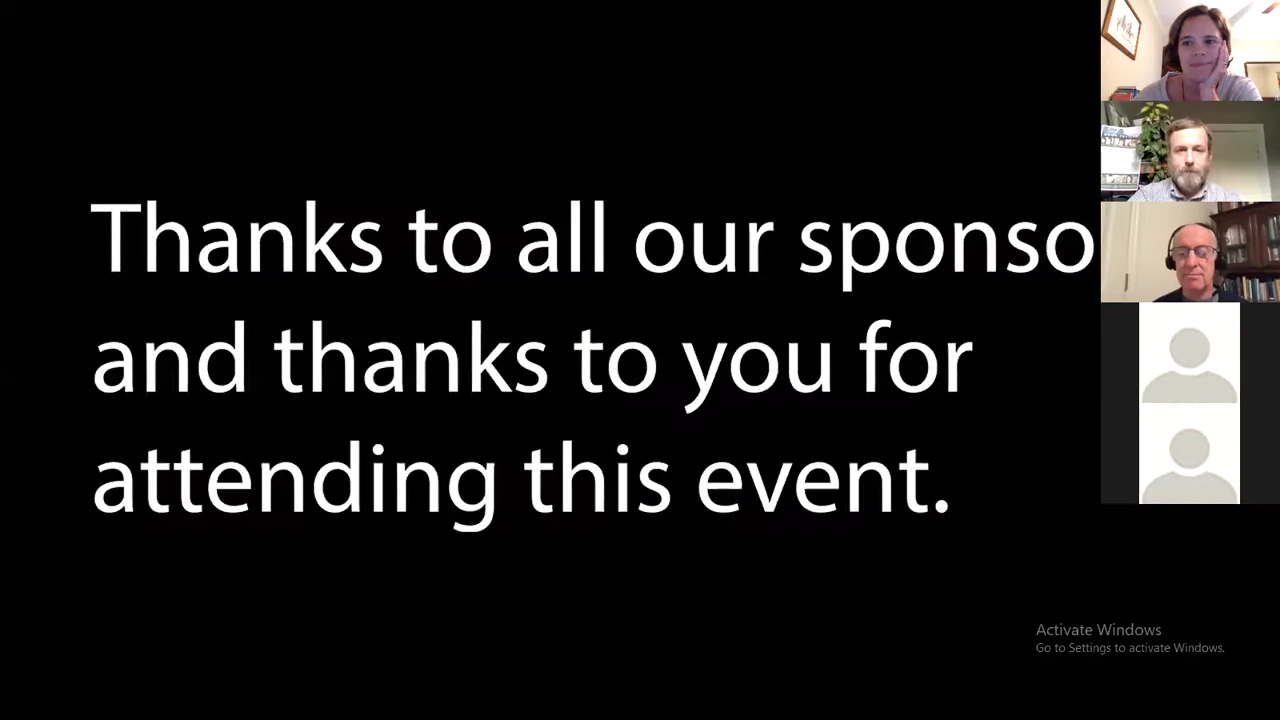 Thanks to all our sponso
and thanks to you for
attending this event.
Activate Windows
Go to Settings to activate Windows.